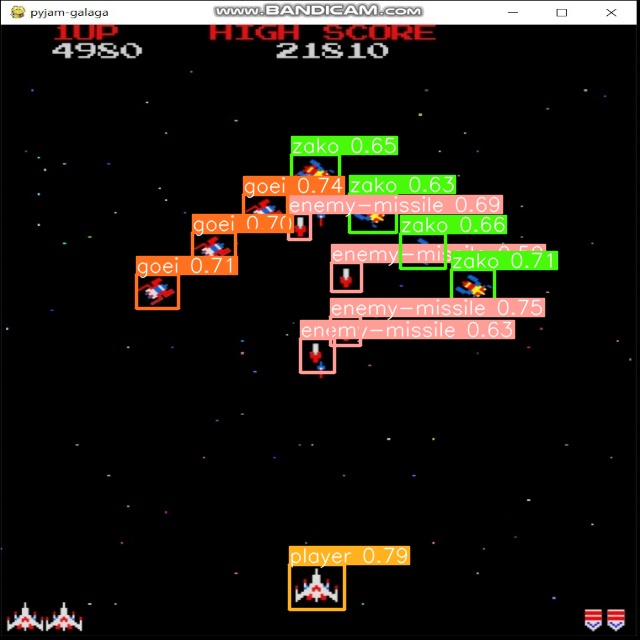 pyjam-galaga
www.BANDICAM.com
1UP HIGH SCORE
4980 21810
zako 0.65
goei 0.74
zako 0.63
enemy-missile 0.69
goei 0.70
zako 0.66
enemy-mis
goei 0.71
zako 0.71
enemy-missile 0.75
enemy-missile 0.63
player 0.79